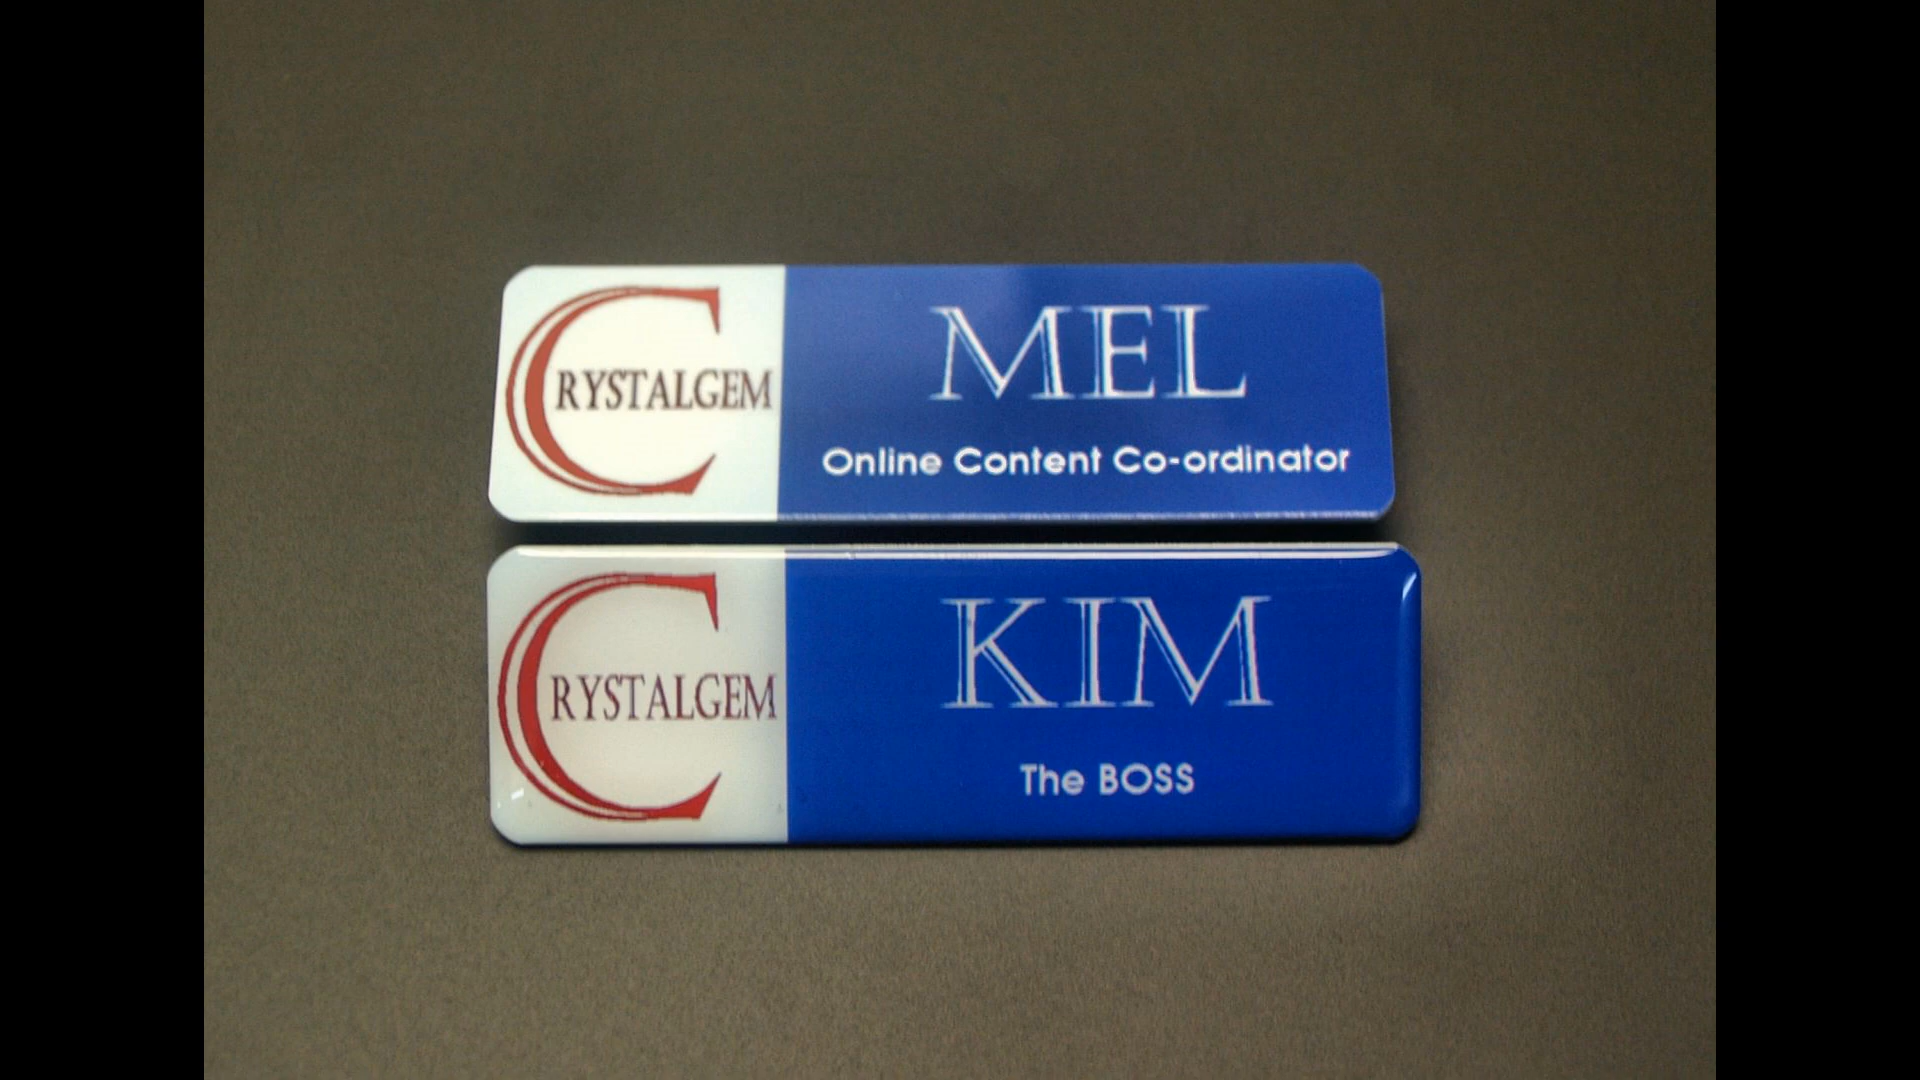 CRYSTALGEM
MEL
Online Content Co-ordinator
CRYSTALGEM
KIM
The BOSS